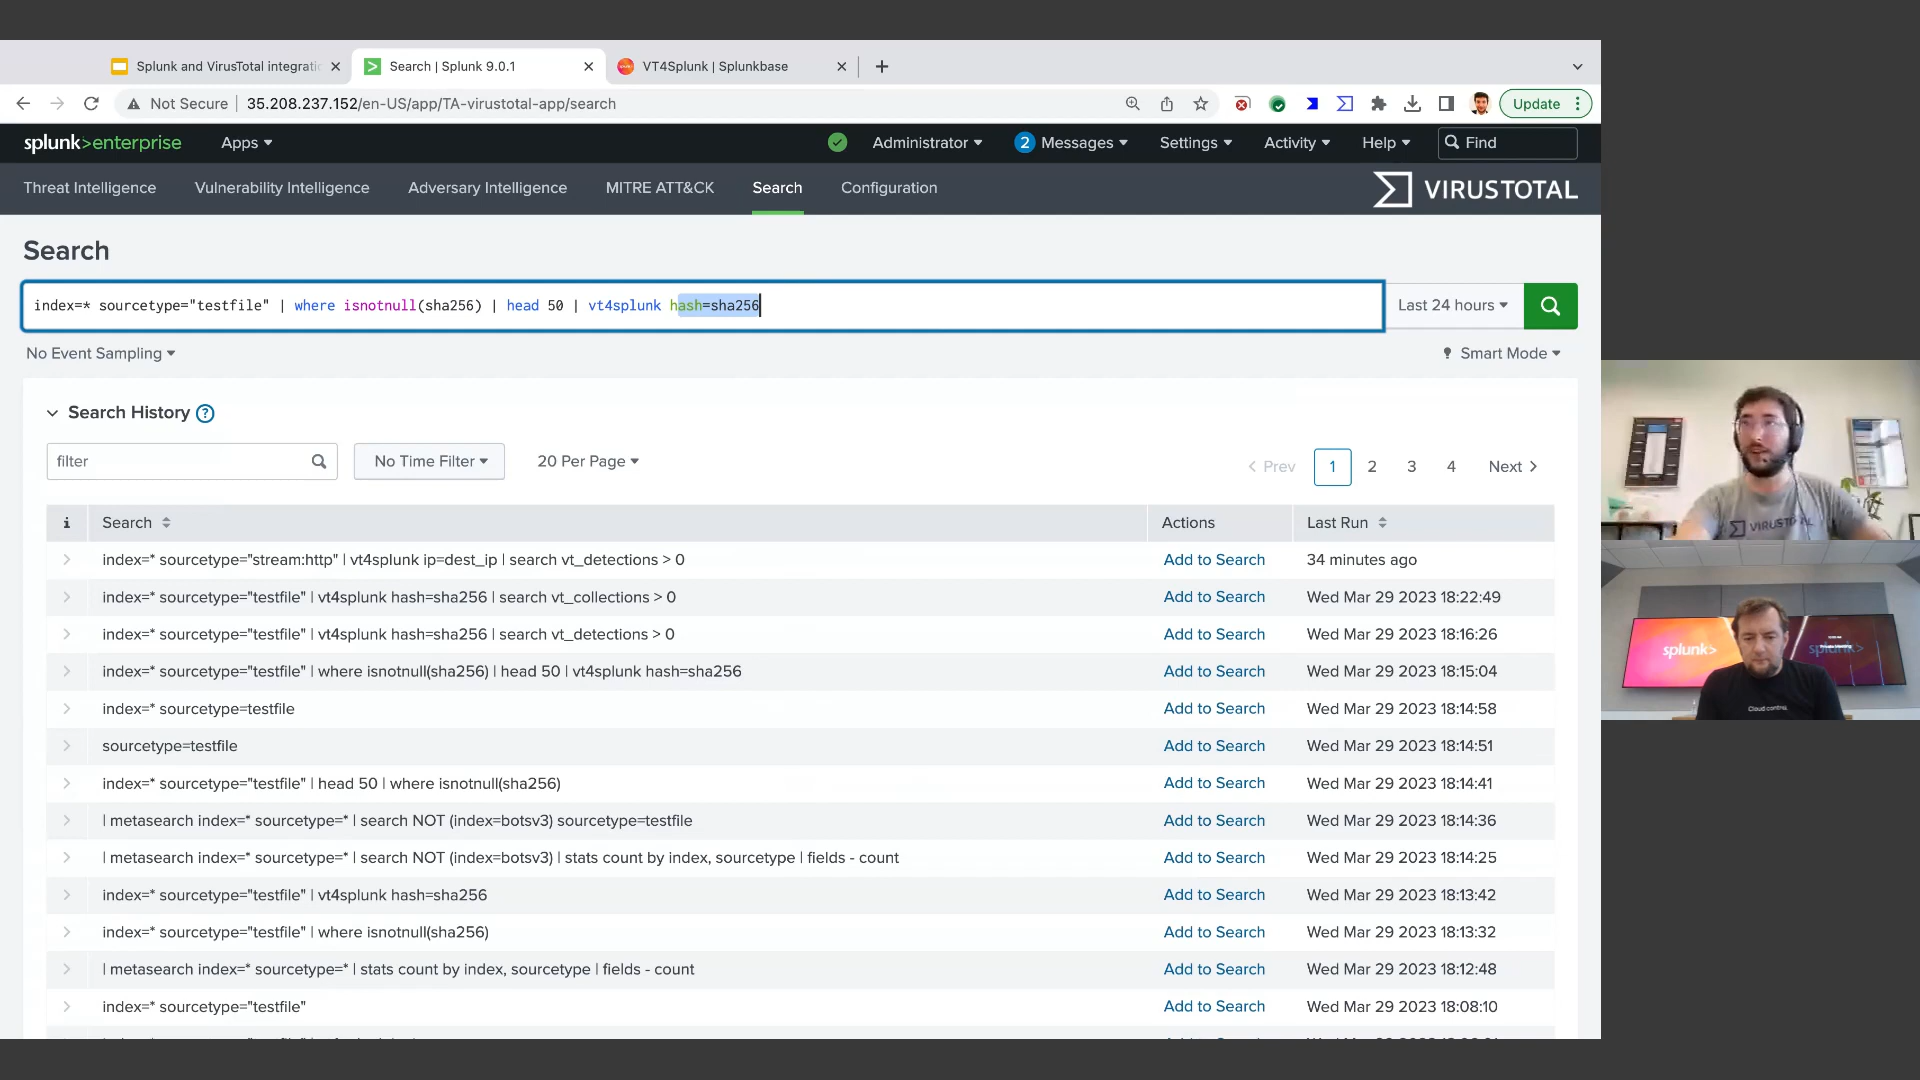 Splunk and VirusTotal integrati
Search | Splunk 9.0.1
VT4Splunk | Splunkbase
Not Secure
35.208.237.152/en-US/app/TA-virustotal-app/search
Update
splunk>enterprise
Apps
Administrator
2 Messages
Settings
Activity
Help
Find
Threat Intelligence
Vulnerability Intelligence
Adversary Intelligence
MITRE ATT&CK
Search
Configuration
VIRUSTOTAL
Search
index=* sourcetype="testfile" | where isnotnull(sha256) | head 50 | vt4splunk hash=sha256
Last 24 hours
No Event Sampling
Smart Mode
Search History ?
filter
No Time Filter
20 Per Page
Prev 1 2 3 4 Next
i Search Actions Last Run
index=* sourcetype="stream:http" | vt4splunk ip=dest_ip | search vt_detections > 0 Add to Search 34 minutes ago
index=* sourcetype="testfile" | vt4splunk hash=sha256 | search vt_collections > 0 Add to Search Wed Mar 29 2023 18:22:49
index=* sourcetype="testfile" | vt4splunk hash=sha256 | search vt_detections > 0 Add to Search Wed Mar 29 2023 18:16:26
index=* sourcetype="testfile" | where isnotnull(sha256) | head 50 | vt4splunk hash=sha256 Add to Search Wed Mar 29 2023 18:15:04
index=* sourcetype=testfile Add to Search Wed Mar 29 2023 18:14:58
sourcetype=testfile Add to Search Wed Mar 29 2023 18:14:51
index=* sourcetype="testfile" | head 50 | where isnotnull(sha256) Add to Search Wed Mar 29 2023 18:14:41
| metasearch index=* sourcetype=* | search NOT (index=botsv3) sourcetype=testfile Add to Search Wed Mar 29 2023 18:14:36
| metasearch index=* sourcetype=* | search NOT (index=botsv3) | stats count by index, sourcetype | fields - count Add to Search Wed Mar 29 2023 18:14:25
index=* sourcetype="testfile" | vt4splunk hash=sha256 Add to Search Wed Mar 29 2023 18:13:42
index=* sourcetype="testfile" | where isnotnull(sha256) Add to Search Wed Mar 29 2023 18:13:32
| metasearch index=* sourcetype=* | stats count by index, sourcetype | fields - count Add to Search Wed Mar 29 2023 18:12:48
index=* sourcetype="testfile" Add to Search Wed Mar 29 2023 18:08:10
splunk>
splunk>
Cloud control